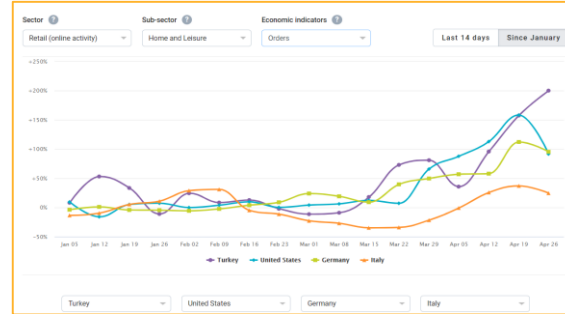 Sector ? Sub-sector ? Economic indicators ?
Retail (online activity) Home and Leisure Orders Last 14 days Since January
+250%
+200%
+150%
+100%
+50%
0%
-50%
Jan 05 Jan 12 Jan 19 Jan 26 Feb 02 Feb 09 Feb 16 Feb 23 Mar 01 Mar 08 Mar 15 Mar 22 Mar 29 Apr 05 Apr 12 Apr 19 Apr 26
Turkey United States Germany Italy
Turkey United States Germany Italy